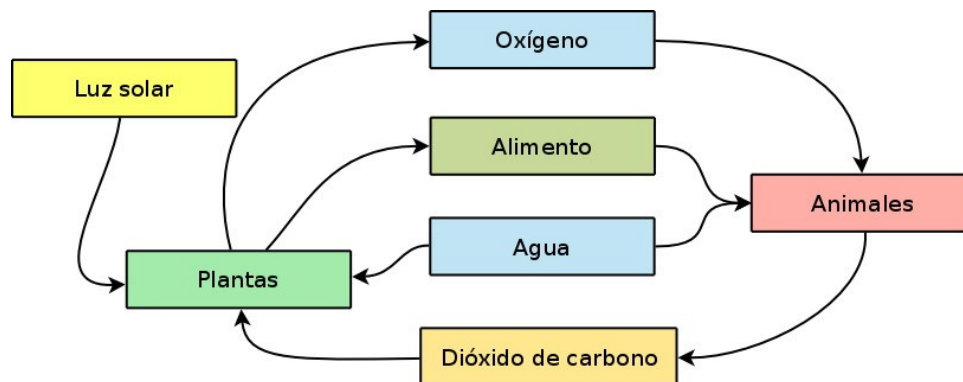 Oxígeno
Luz solar
Alimento
Animales
Agua
Plantas
Dióxido de carbono